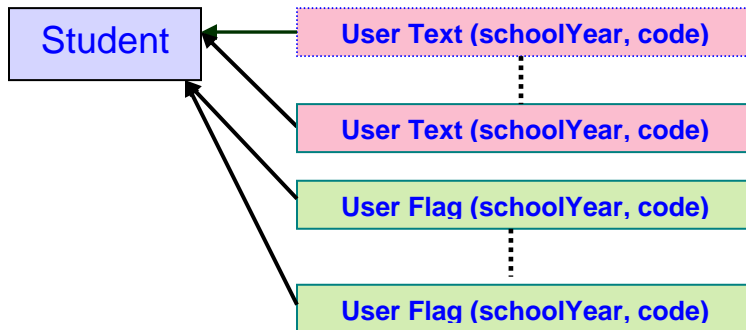 Student
User Text (schoolYear, code)
User Text (schoolYear, code)
User Flag (schoolYear, code)
User Flag (schoolYear, code)